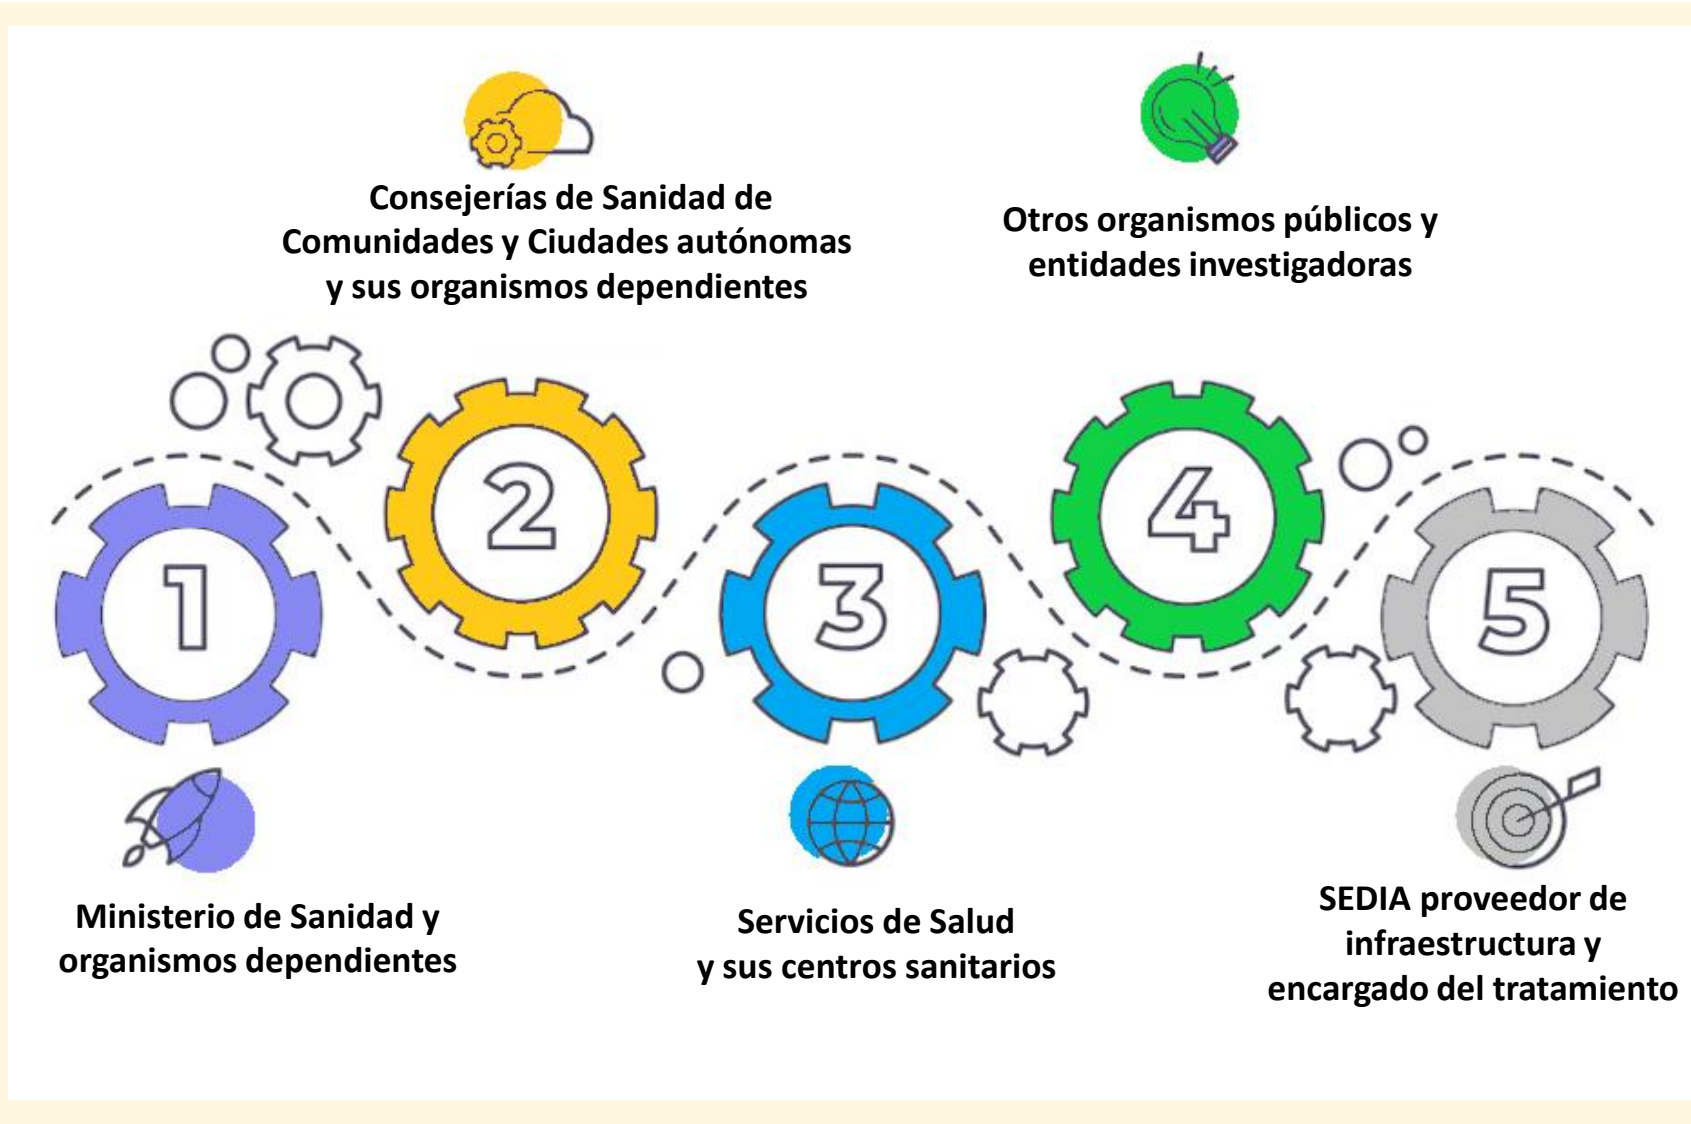 Consejerías de Sanidad de
Comunidades y Ciudades autónomas
y sus organismos dependientes
Otros organismos públicos y
entidades investigadoras
1
2
3
4
5
Ministerio de Sanidad y
organismos dependientes
Servicios de Salud
y sus centros sanitarios
SEDIA proveedor de
infraestructura y
encargado del tratamiento